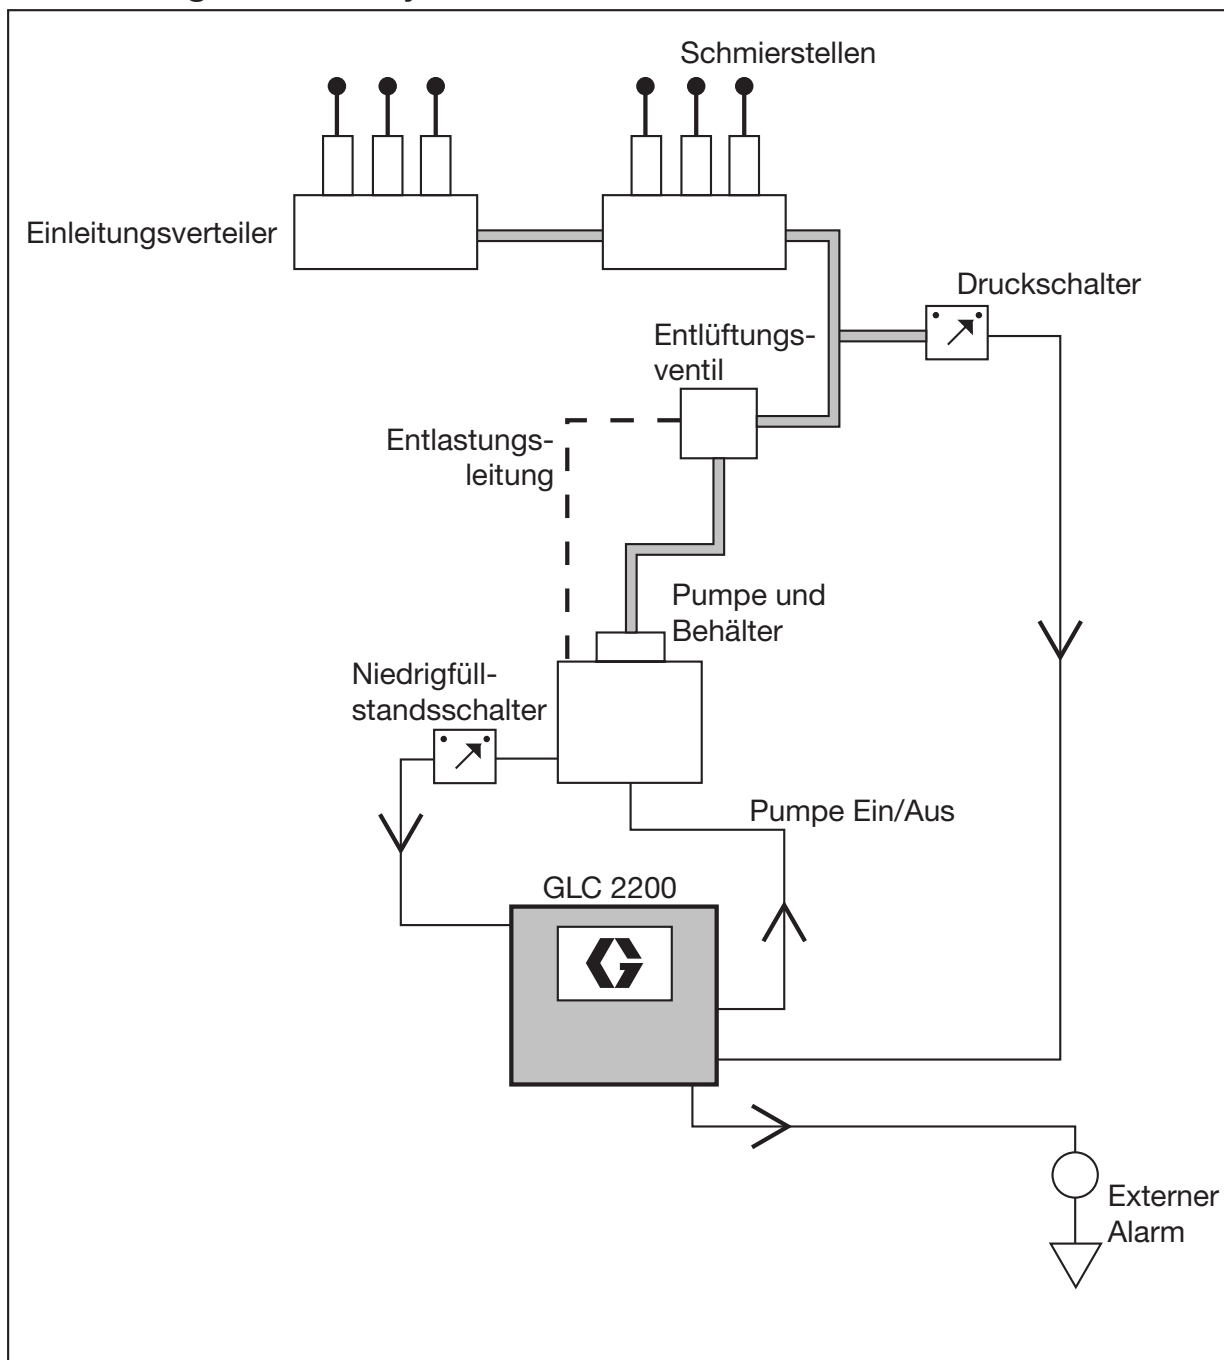 Schmierstellen
Einleitungsverteiler
Druckschalter
Entlüftungs-
ventil
Entlastungs-
leitung
Pumpe und
Behälter
Niedrigfüll-
standsschalter
Pumpe Ein/Aus
GLC 2200
Externer
Alarm